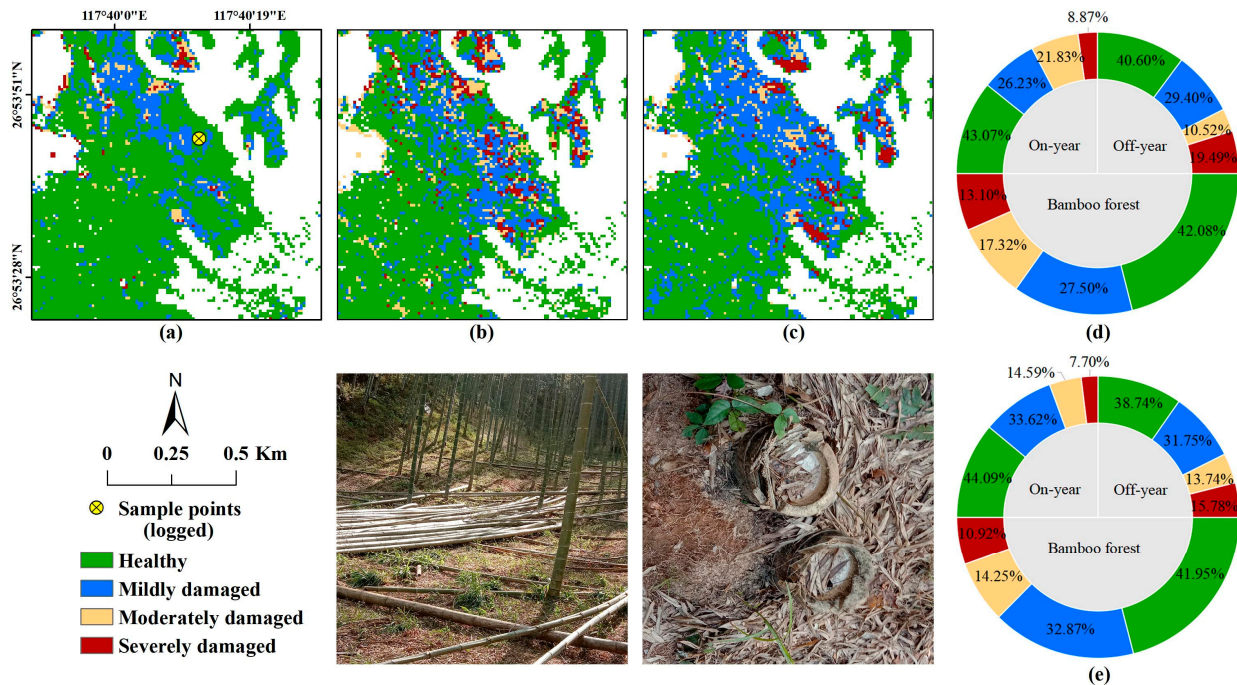 117°40'0"E
117°40'19"E
26°53'51"N
26°53'28"N
(a)
(b)
(c)
8.87%
21.83%
40.60%
26.23%
29.40%
10.52%
43.07%
On-year
Off-year
19.49%
13.10%
Bamboo forest
42.08%
17.32%
27.50%
(d)
N
0
0.25
0.5 Km
Sample points
(logged)
Healthy
Mildly damaged
Moderately damaged
Severely damaged
7.70%
14.59%
38.74%
33.62%
31.75%
13.74%
44.09%
On-year
Off-year
15.78%
10.92%
Bamboo forest
41.95%
14.25%
32.87%
(e)